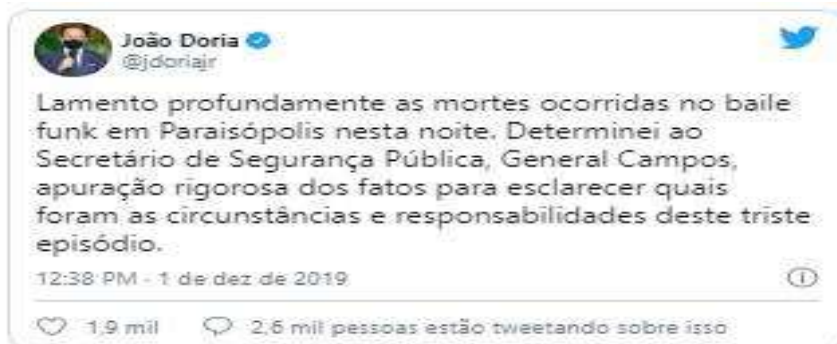 João Doria
@jdoriajr
Lamento profundamente as mortes ocorridas no baile
funk em Paraisópolis nesta noite. Determinei ao
Secretário de Segurança Pública, General Campos,
apuração rigorosa dos fatos para esclarecer quais
foram as circunstâncias e responsabilidades deste triste
episódio.
12:38 PM - 1 de dez de 2019
1,9 mil 2,6 mil pessoas estão tweetando sobre isso